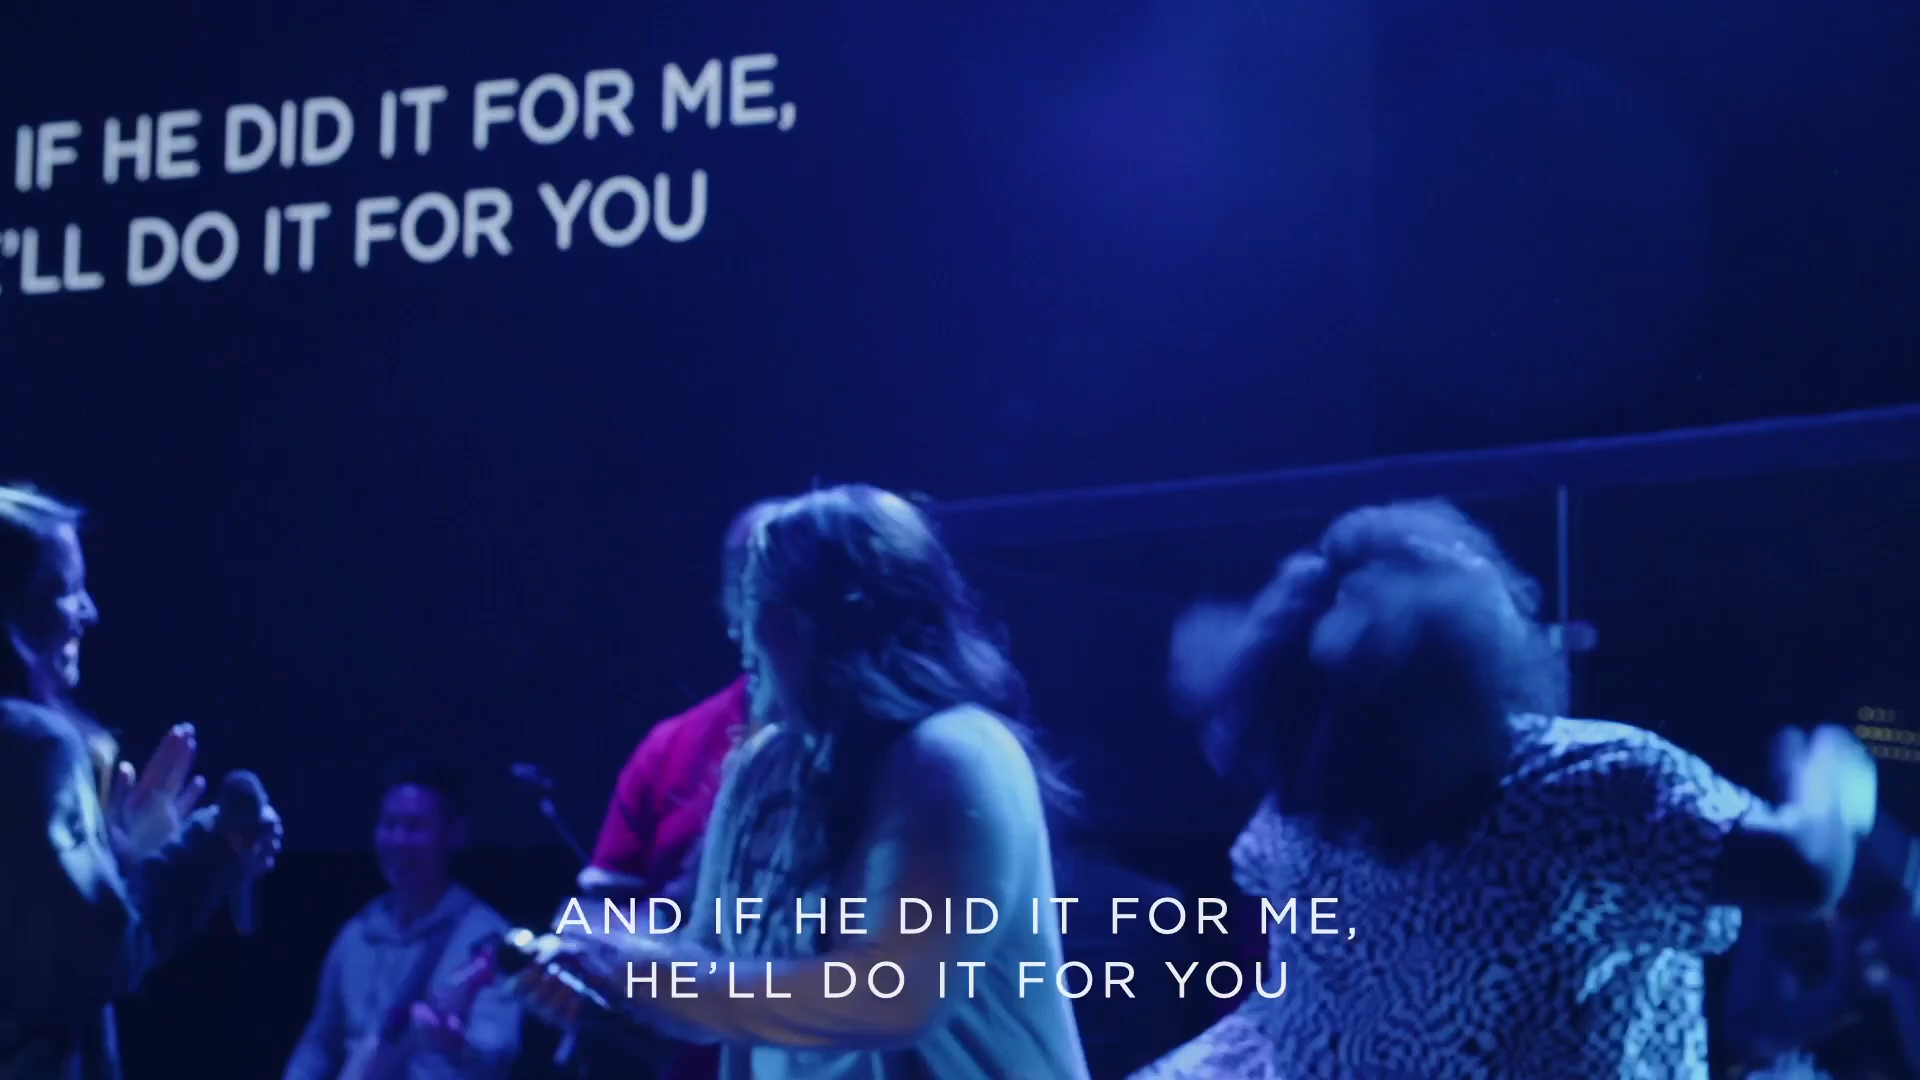 IF HE DID IT FOR ME,
'LL DO IT FOR YOU
AND IF HE DID IT FOR ME,
HE'LL DO IT FOR YOU